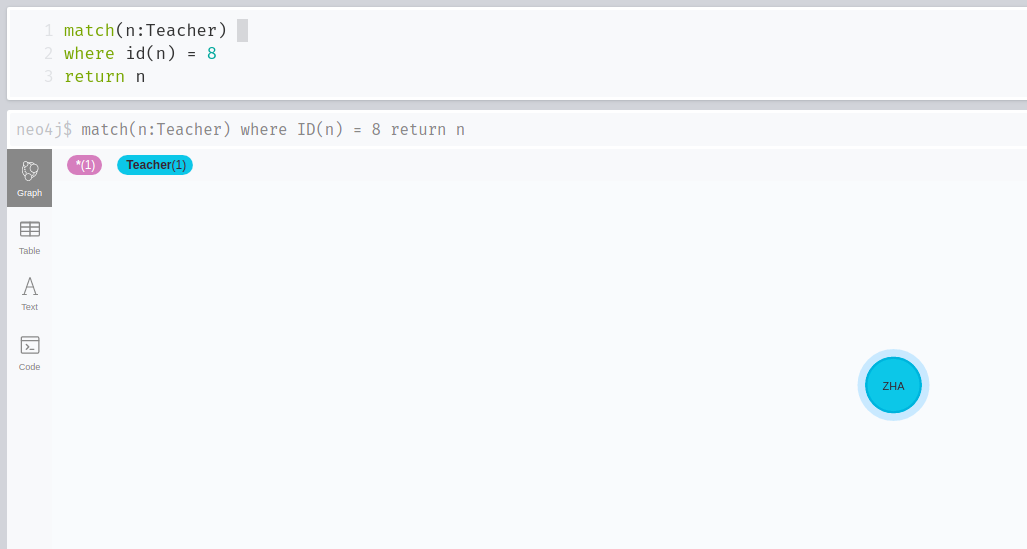 1 match(n:Teacher)
2 where id(n) = 8
3 return n
neo4j$ match(n:Teacher) where ID(n) = 8 return n
*(1) Teacher(1)
Graph
Table
A
Text
Code
ZHA